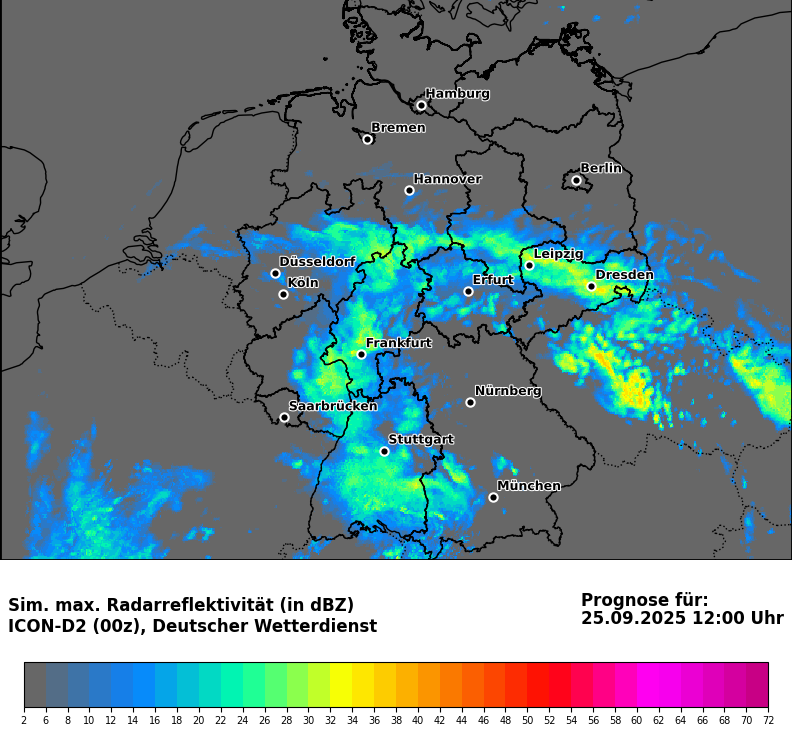 Hamburg
Bremen
Berlin
Hannover
Leipzig
Düsseldorf
Dresden
Köln
Erfurt
Frankfurt
Nürnberg
Saarbrücken
Stuttgart
München
Sim. max. Radarreflektivität (in dBZ)
ICON-D2 (00z), Deutscher Wetterdienst
Prognose für:
25.09.2025 12:00 Uhr
2 6 8 10 12 14 16 18 20 22 24 26 28 30 32 34 36 38 40 42 44 46 48 50 52 54 56 58 60 62 64 66 70 72